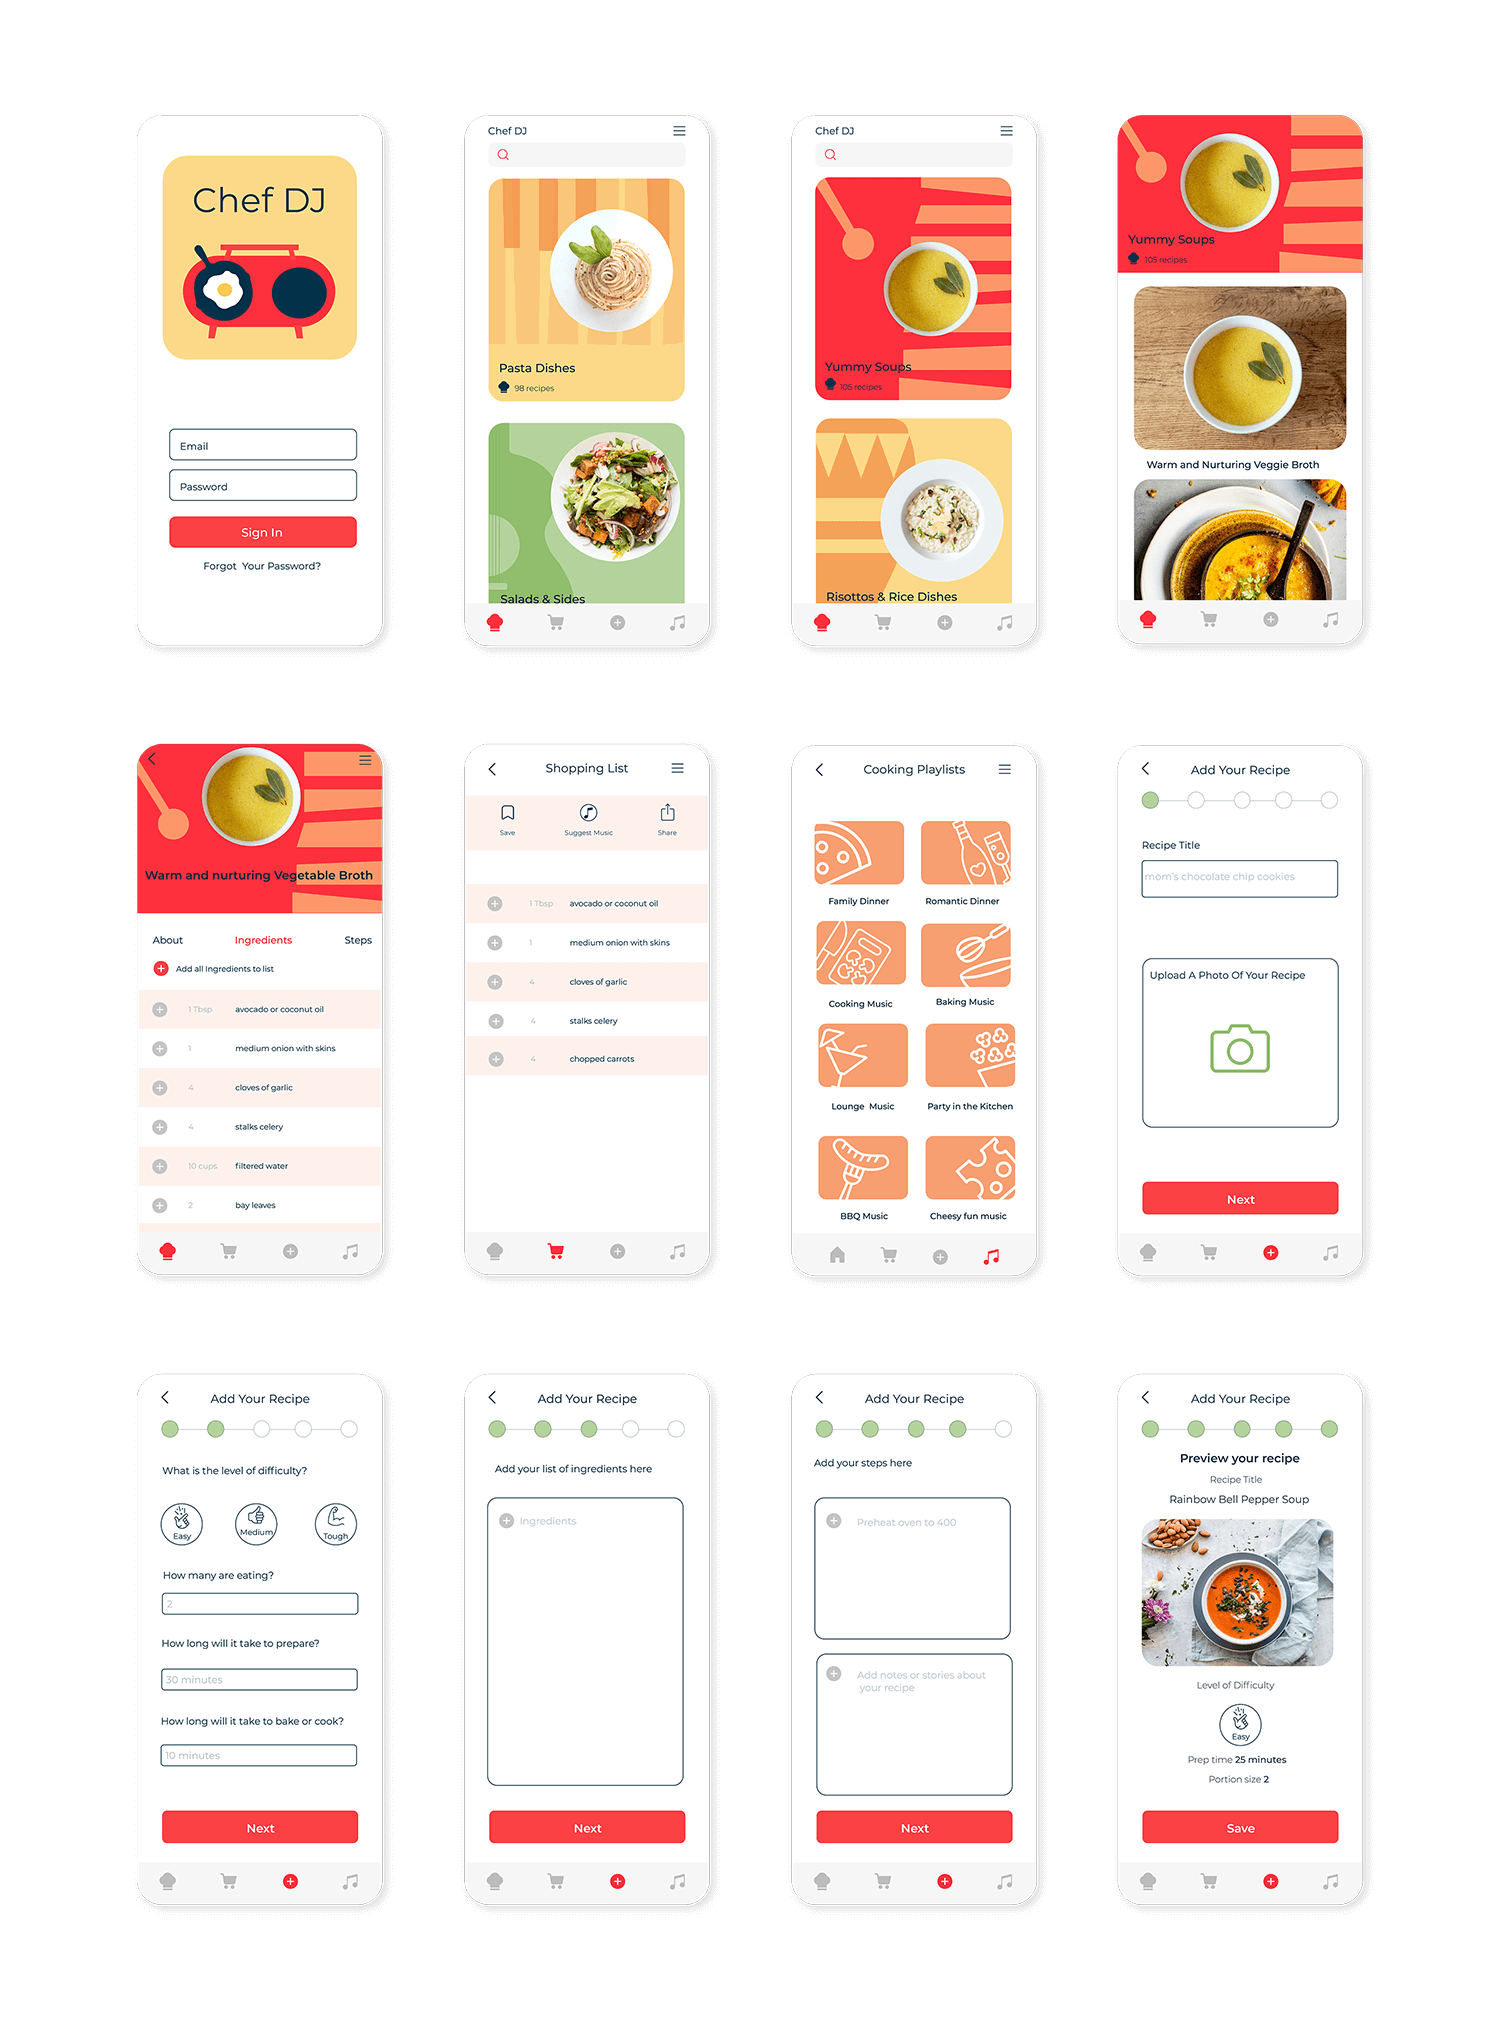 Chef DJ
Email
Password
Sign In
Forgot Your Password?
Chef DJ
Pasta Dishes
98 recipes
Salads & Sides
Chef DJ
Yummy Soups
105 recipes
Risottos & Rice Dishes
Yummy Soups
105 recipes
Warm and Nurturing Veggie Broth
Warm and nurturing Vegetable Broth
About Ingredients Steps
Add all Ingredients to list
1 Tbsp avocado or coconut oil
1 medium onion with skins
4 cloves of garlic
4 stalks celery
10 cups filtered water
2 bay leaves
Shopping List
Save Suggest Music Share
1 Tbsp avocado or coconut oil
1 medium onion with skins
4 cloves of garlic
4 stalks celery
4 chopped carrots
Cooking Playlists
Family Dinner Romantic Dinner
Cooking Music Baking Music
Lounge Music Party in the Kitchen
BBQ Music Cheesy fun music
Add Your Recipe
Recipe Title
mom's chocolate chip cookies
Upload A Photo Of Your Recipe
Next
Add Your Recipe
What is the level of difficulty?
Easy Medium Tough
How many are eating?
2
How long will it take to prepare?
30 minutes
How long will it take to bake or cook?
10 minutes
Next
Add Your Recipe
Add your list of ingredients here
Ingredients
Next
Add Your Recipe
Add your steps here
Preheat oven to 400
Add notes or stories about
your recipe
Next
Add Your Recipe
Preview your recipe
Recipe Title
Rainbow Bell Pepper Soup
Level of Difficulty
Easy
Prep time 25 minutes
Portion size 2
Save